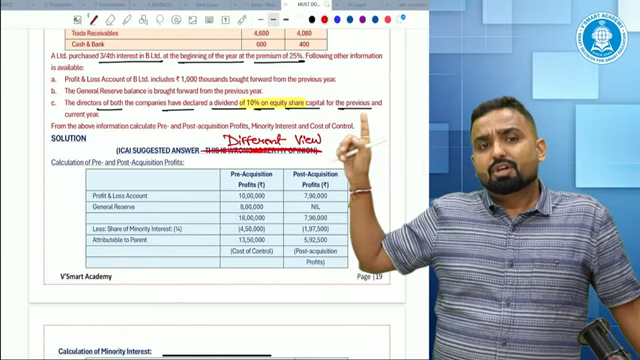 Trade Receivables 4,600 4,080
Cash & Bank 600 400
A Ltd. purchased 3/4th interest in B Ltd. at the beginning of the year at the premium of 25%. Following other information
is available:
a. Profit & Loss Account of B Ltd. includes ₹ 1,000 thousands bought forward from the previous year.
b. The General Reserve balance is brought forward from the previous year.
c. The directors of both the companies have declared a dividend of 10% on equity share capital for the previous and
current year.
From the above information calculate Pre- and Post-acquisition Profits, Minority Interest and Cost of Control.
SOLUTION
Different View
ICAI SUGGESTED ANSWER
Calculation of Pre- and Post-Acquisition Profits:
Pre-Acquisition Profits (₹) Post-Acquisition Profits (₹)
Profit & Loss Account 10,00,000 7,90,000
General Reserve 8,00,000 NIL
18,00,000 7,90,000
Less: Share of Minority Interest (¼) (4,50,000) (1,97,500)
Attributable to Parent 13,50,000 5,92,500
(Cost of Control) (Post-acquisition Profits)
V'Smart Academy Page | 19
Calculation of Minority Interest:
V'SMART ACADEMY